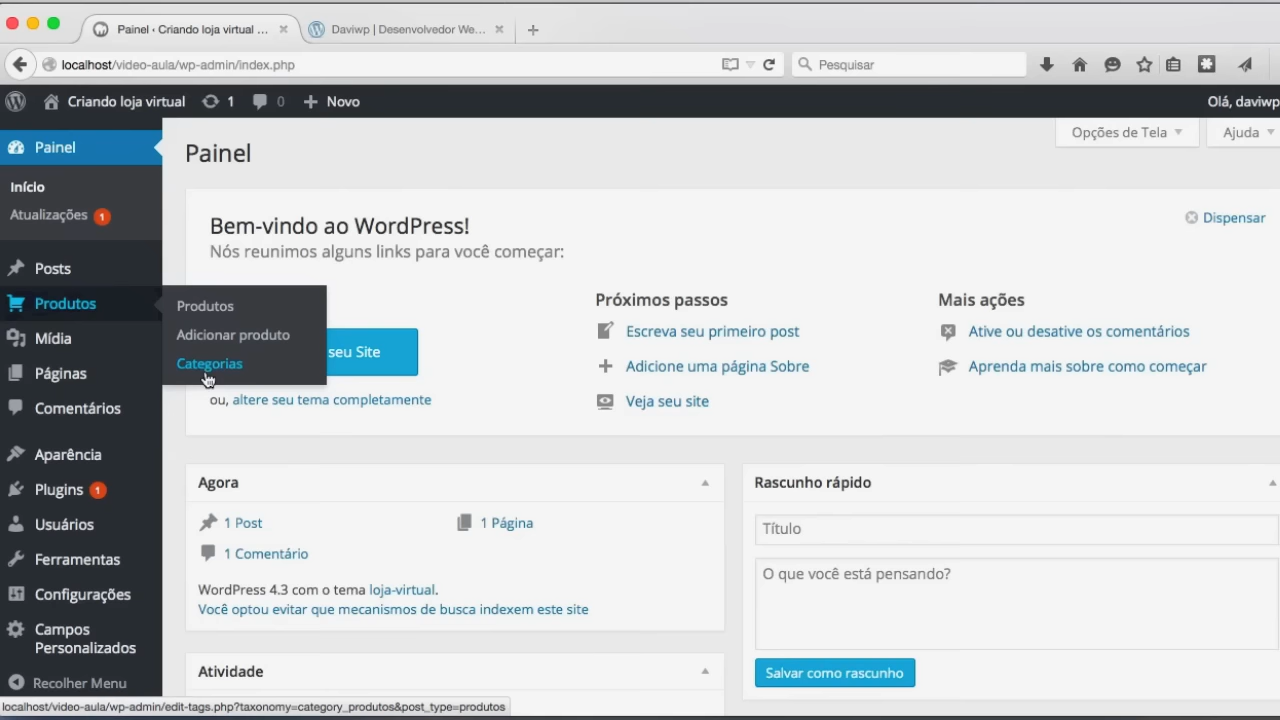 Painel ‹ Criando loja virtual ...
Daviwp | Desenvolvedor We...
localhost/video-aula/wp-admin/index.php
Pesquisar
Criando loja virtual
1
0
Novo
Olá, daviwp
Painel
Início
Atualizações 1
Posts
Produtos
Mídia
Páginas
Comentários
Aparência
Plugins 1
Usuários
Ferramentas
Configurações
Campos
Personalizados
Recolher Menu
Produtos
Adicionar produto
Categorias
Opções de Tela
Ajuda
Painel
Bem-vindo ao WordPress!
Nós reunimos alguns links para você começar:
Dispensar
seu Site
ou, altere seu tema completamente
Próximos passos
Escreva seu primeiro post
Adicione uma página Sobre
Veja seu site
Mais ações
Ative ou desative os comentários
Aprenda mais sobre como começar
Agora
1 Post
1 Página
1 Comentário
WordPress 4.3 com o tema loja-virtual.
Você optou evitar que mecanismos de busca indexem este site
Atividade
Rascunho rápido
Título
O que você está pensando?
Salvar como rascunho
localhost/video-aula/wp-admin/edit-tags.php?taxonomy=category_produtos&post_type=produtos